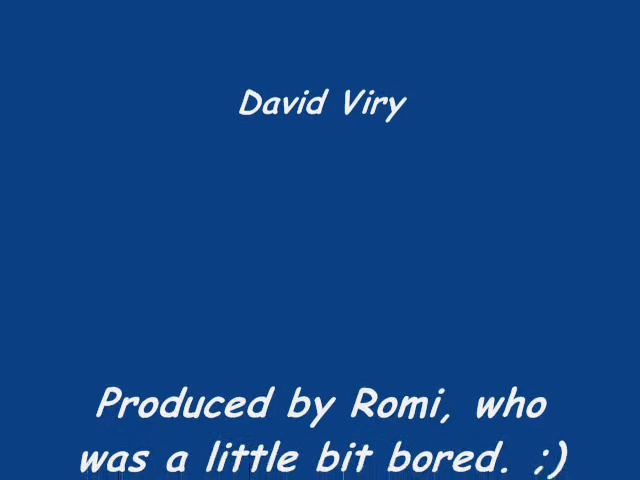 David Viry
Produced by Romi, who
was a little bit bored. ;)